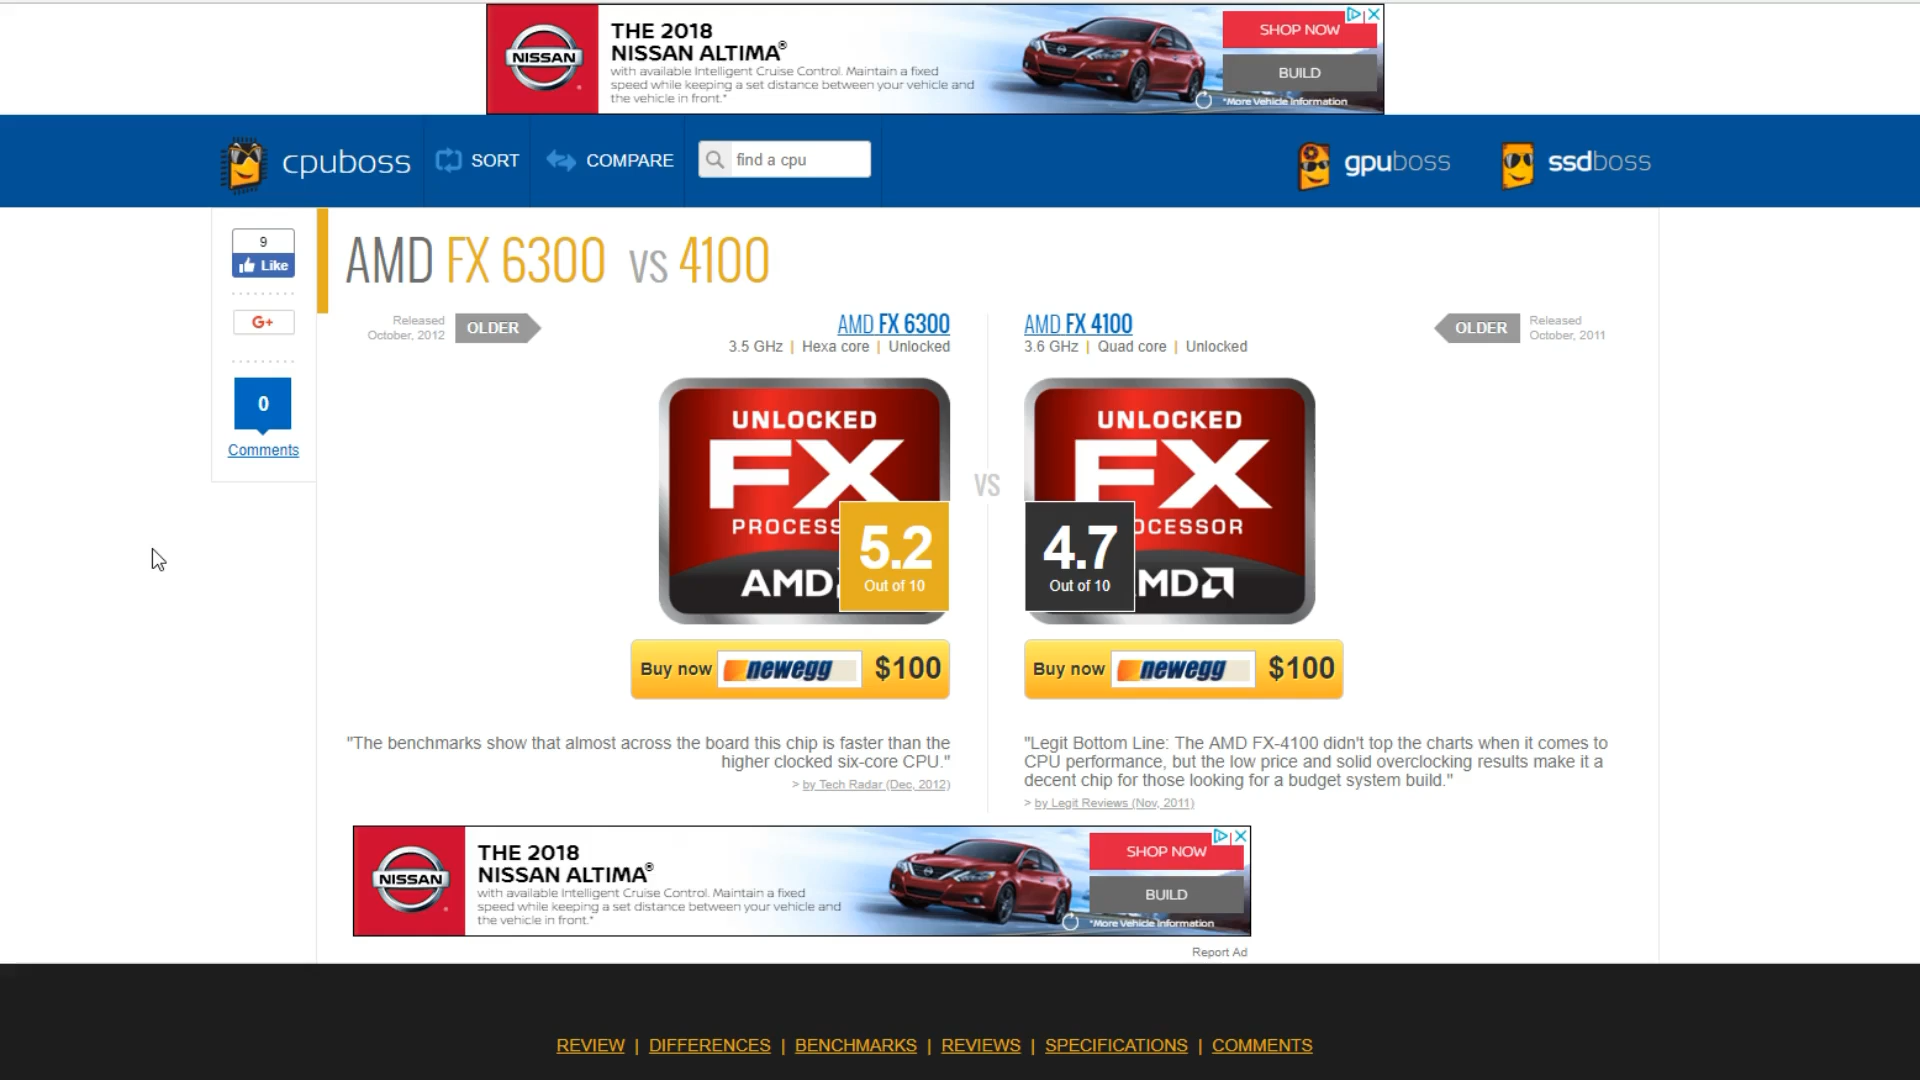 NISSAN
THE 2018
NISSAN ALTIMA®
with available Intelligent Cruise Control. Maintain a fixed
speed while keeping a set distance between your vehicle and
the vehicle in front.*
SHOP NOW
BUILD
*More Vehicle Information
cpuboss
SORT
COMPARE
find a cpu
gpuboss
ssdboss
9
Like
G+
0
Comments
AMD FX 6300 vs 4100
Released
October, 2012
OLDER
AMD FX 6300
3.5 GHz | Hexa core | Unlocked
AMD FX 4100
3.6 GHz | Quad core | Unlocked
OLDER
Released
October, 2011
UNLOCKED
FX
PROCESS
AMD
5.2
Out of 10
VS
UNLOCKED
FX
OCESSOR
MD
4.7
Out of 10
Buy now newegg $100
Buy now newegg $100
"The benchmarks show that almost across the board this chip is faster than the
higher clocked six-core CPU."
> by Tech Radar (Dec, 2012)
"Legit Bottom Line: The AMD FX-4100 didn't top the charts when it comes to
CPU performance, but the low price and solid overclocking results make it a
decent chip for those looking for a budget system build."
> by Legit Reviews (Nov, 2011)
NISSAN
THE 2018
NISSAN ALTIMA®
with available Intelligent Cruise Control. Maintain a fixed
speed while keeping a set distance between your vehicle and
the vehicle in front.*
SHOP NOW
BUILD
*More Vehicle Information
Report Ad
REVIEW | DIFFERENCES | BENCHMARKS | REVIEWS | SPECIFICATIONS | COMMENTS